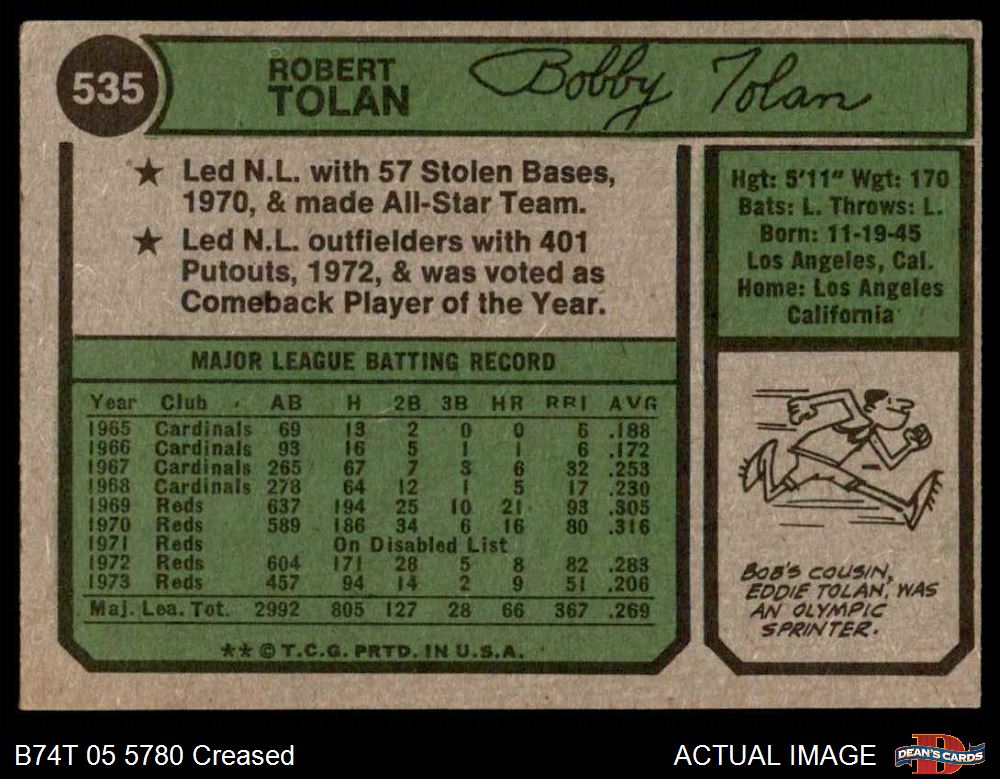 535
ROBERT
TOLAN
Bobby Tolan
★ Led N.L. with 57 Stolen Bases,
1970, & made All-Star Team.
★ Led N.L. outfielders with 401
Putouts, 1972, & was voted as
Comeback Player of the Year.
Hgt: 5'11" Wgt: 170
Bats: L. Throws: L.
Born: 11-19-45
Los Angeles, Cal.
Home: Los Angeles
California
MAJOR LEAGUE BATTING RECORD
Year Club AB H 2B 3B HR RBI AVG
1965 Cardinals 69 13 2 0 0 6 .188
1966 Cardinals 93 16 5 1 1 6 .172
1967 Cardinals 265 67 7 3 6 32 .253
1968 Cardinals 278 64 12 1 5 17 .230
1969 Reds 637 194 25 10 21 93 .305
1970 Reds 589 186 34 6 16 80 .316
1971 Reds On Disabled List
1972 Reds 604 171 28 5 8 82 .283
1973 Reds 457 94 14 2 9 51 .206
Maj. Lea. Tot. 2992 805 127 28 66 367 .269
** © T.C.G. PRTD. IN U.S.A.
BOB'S COUSIN,
EDDIE TOLAN, WAS
AN OLYMPIC
SPRINTER.
B74T 05 5780 Creased
ACTUAL IMAGE
D
DEAN'S CARDS